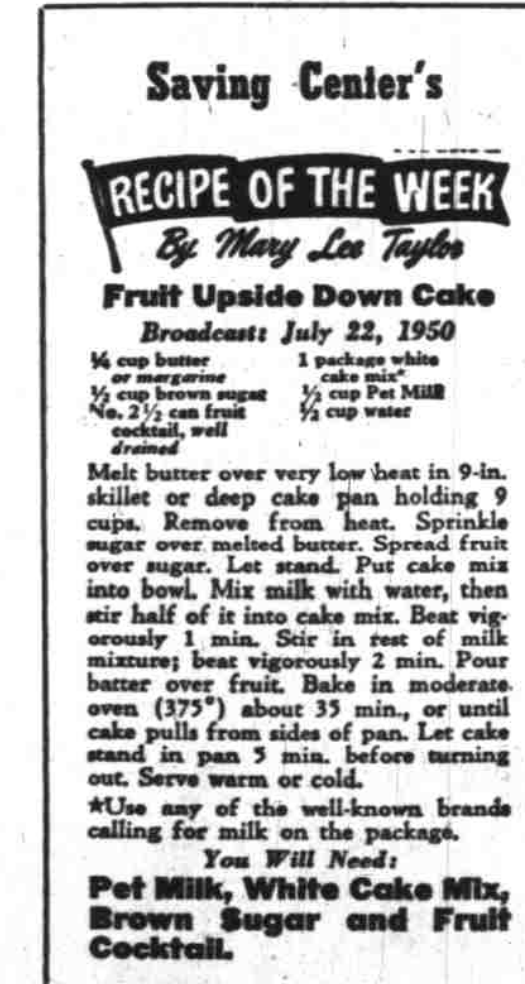 Saving Center's
RECIPE OF THE WEEK
By Mary Lee Taylor
Fruit Upside Down Cake
Broadcast: July 22, 1950
¼ cup butter
or margarine
½ cup brown sugar
No. 2½ can fruit
cocktail, well
drained
1 package white
cake mix*
½ cup Pet Milk
½ cup water
Melt butter over very low heat in 9-in.
skillet or deep cake pan holding 9
cups. Remove from heat. Sprinkle
sugar over melted butter. Spread fruit
over sugar. Let stand. Put cake mix
into bowl. Mix milk with water, then
stir half of it into cake mix. Beat vig-
orously 1 min. Stir in rest of milk
mixture; beat vigorously 2 min. Pour
batter over fruit. Bake in moderate
oven (375°) about 35 min., or until
cake pulls from sides of pan. Let cake
stand in pan 5 min. before turning
out. Serve warm or cold.
★Use any of the well-known brands
calling for milk on the package.
You Will Need:
Pet Milk, White Cake Mix,
Brown Sugar and Fruit
Cocktail.